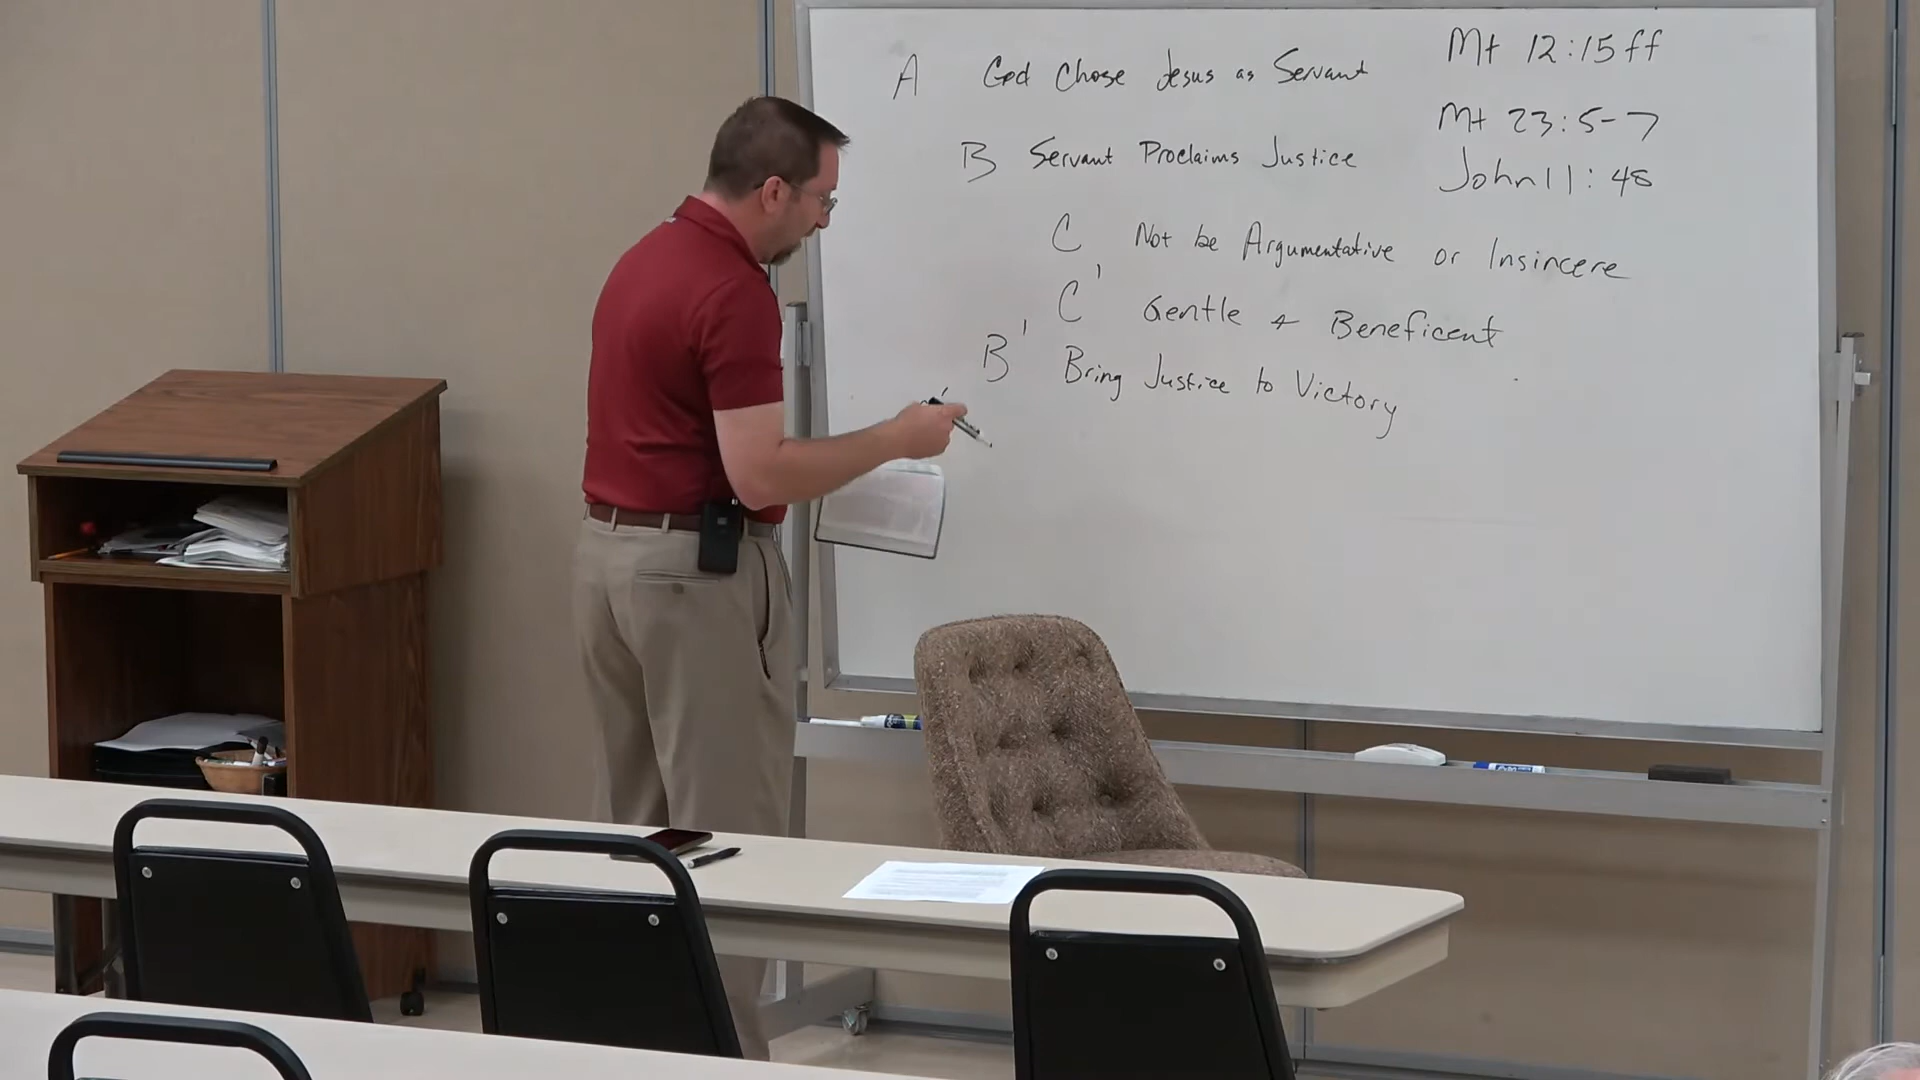 A God Chose Jesus as Servant
B Servant Proclaims Justice
C Not be Argumentative or Insincere
C' Gentle & Beneficent
B' Bring Justice to Victory
Mt 12:15ff
Mt 23:5-7
John 11:48